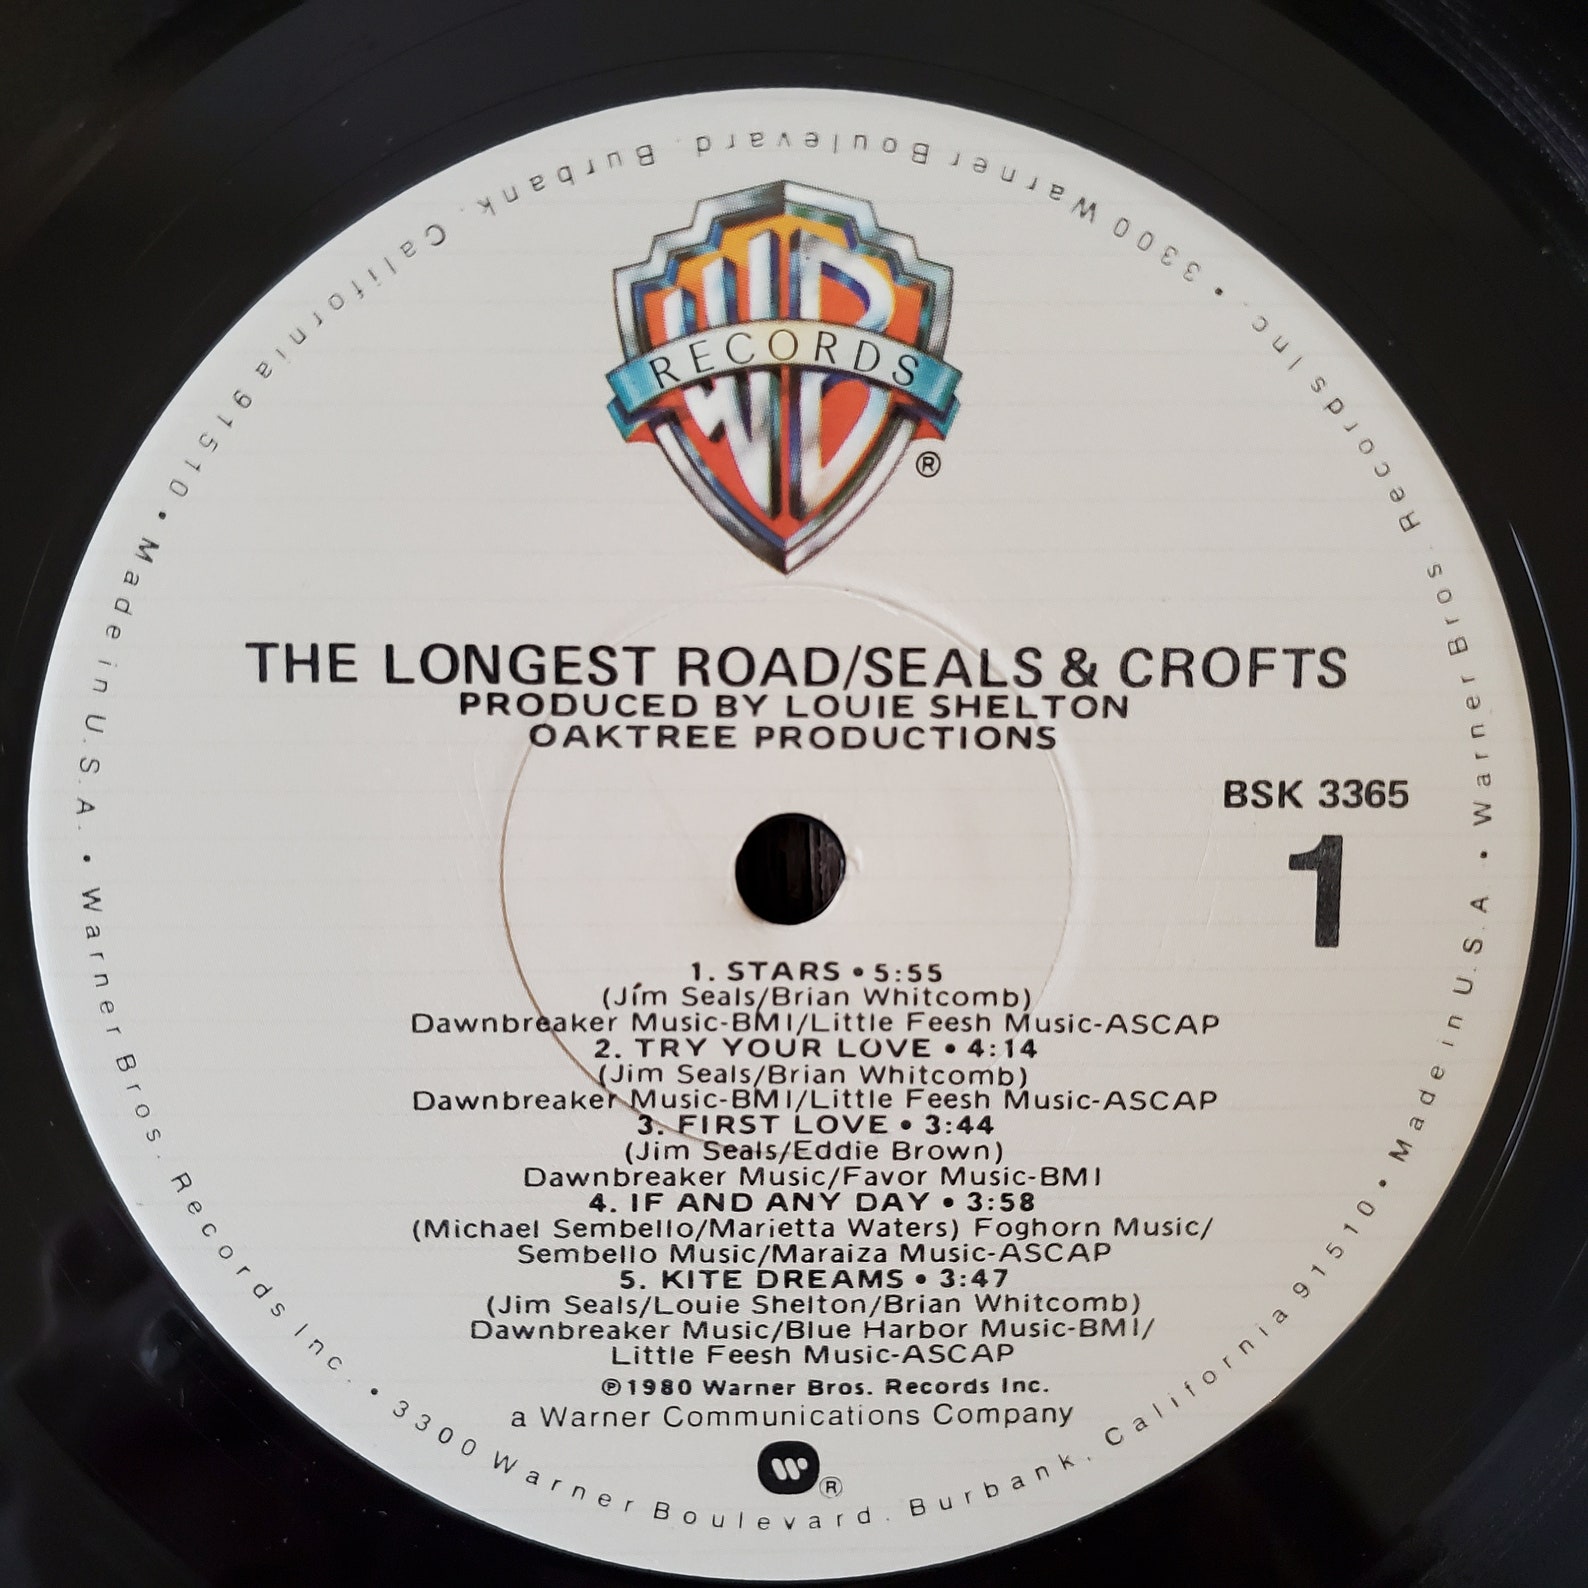 RECORDS
®
THE LONGEST ROAD/SEALS & CROFTS
PRODUCED BY LOUIE SHELTON
OAKTREE PRODUCTIONS
BSK 3365
1
1. STARS • 5:55
(Jim Seals/Brian Whitcomb)
Dawnbreaker Music-BMI/Little Feesh Music-ASCAP
2. TRY YOUR LOVE • 4:14
(Jim Seals/Brian Whitcomb)
Dawnbreaker Music-BMI/Little Feesh Music-ASCAP
3. FIRST LOVE • 3:44
(Jim Seals/Eddie Brown)
Dawnbreaker Music/Favor Music-BMI
4. IF AND ANY DAY • 3:58
(Michael Sembello/Marietta Waters) Foghorn Music/
Sembello Music/Maraiza Music-ASCAP
5. KITE DREAMS • 3:47
(Jim Seals/Louie Shelton/Brian Whitcomb)
Dawnbreaker Music/Blue Harbor Music-BMI/
Little Feesh Music-ASCAP
℗1980 Warner Bros. Records Inc.
a Warner Communications Company
®
Warner Bros. Records Inc. • 3300 Warner Boulevard. Burbank. California 91510 • Made in U.S.A. • Warner Bros. Records Inc. • 3300 Warner Boulevard. Burbank. California 91510 • Made in U.S.A. •